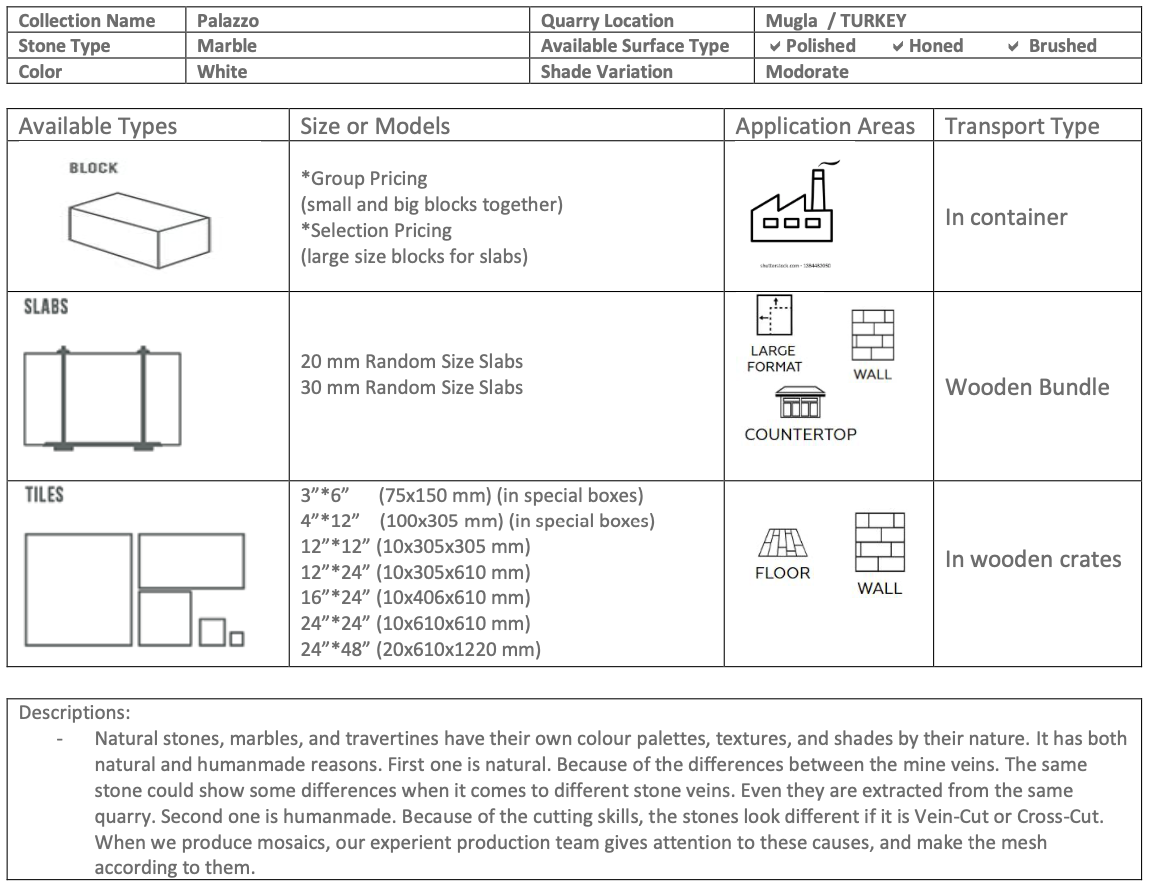 Collection Name Palazzo Quarry Location Mugla / TURKEY
Stone Type Marble Available Surface Type ✓ Polished ✓ Honed ✓ Brushed
Color White Shade Variation Modorate
Available Types Size or Models Application Areas Transport Type
BLOCK
*Group Pricing
(small and big blocks together)
*Selection Pricing
(large size blocks for slabs)
In container
SLABS
20 mm Random Size Slabs
30 mm Random Size Slabs
LARGE
FORMAT
WALL
COUNTERTOP
Wooden Bundle
TILES
3”*6” (75x150 mm) (in special boxes)
4”*12” (100x305 mm) (in special boxes)
12”*12” (10x305x305 mm)
12”*24” (10x305x610 mm)
16”*24” (10x406x610 mm)
24”*24” (10x610x610 mm)
24”*48” (20x610x1220 mm)
FLOOR
WALL
In wooden crates
Descriptions:
- Natural stones, marbles, and travertines have their own colour palettes, textures, and shades by their nature. It has both
natural and humanmade reasons. First one is natural. Because of the differences between the mine veins. The same
stone could show some differences when it comes to different stone veins. Even they are extracted from the same
quarry. Second one is humanmade. Because of the cutting skills, the stones look different if it is Vein-Cut or Cross-Cut.
When we produce mosaics, our experient production team gives attention to these causes, and make the mesh
according to them.